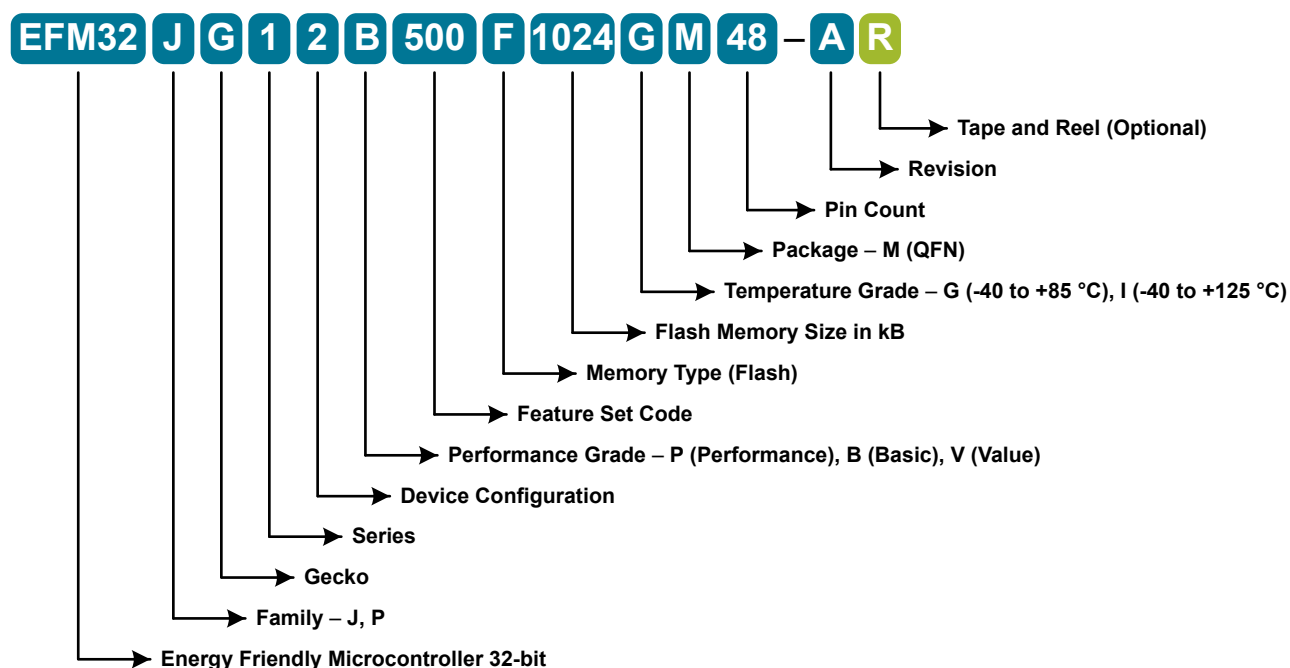 EFM32 J G 1 2 B 500 F 1024 G M 48 – A R
Tape and Reel (Optional)
Revision
Pin Count
Package – M (QFN)
Temperature Grade – G (-40 to +85 °C), I (-40 to +125 °C)
Flash Memory Size in kB
Memory Type (Flash)
Feature Set Code
Performance Grade – P (Performance), B (Basic), V (Value)
Device Configuration
Series
Gecko
Family – J, P
Energy Friendly Microcontroller 32-bit